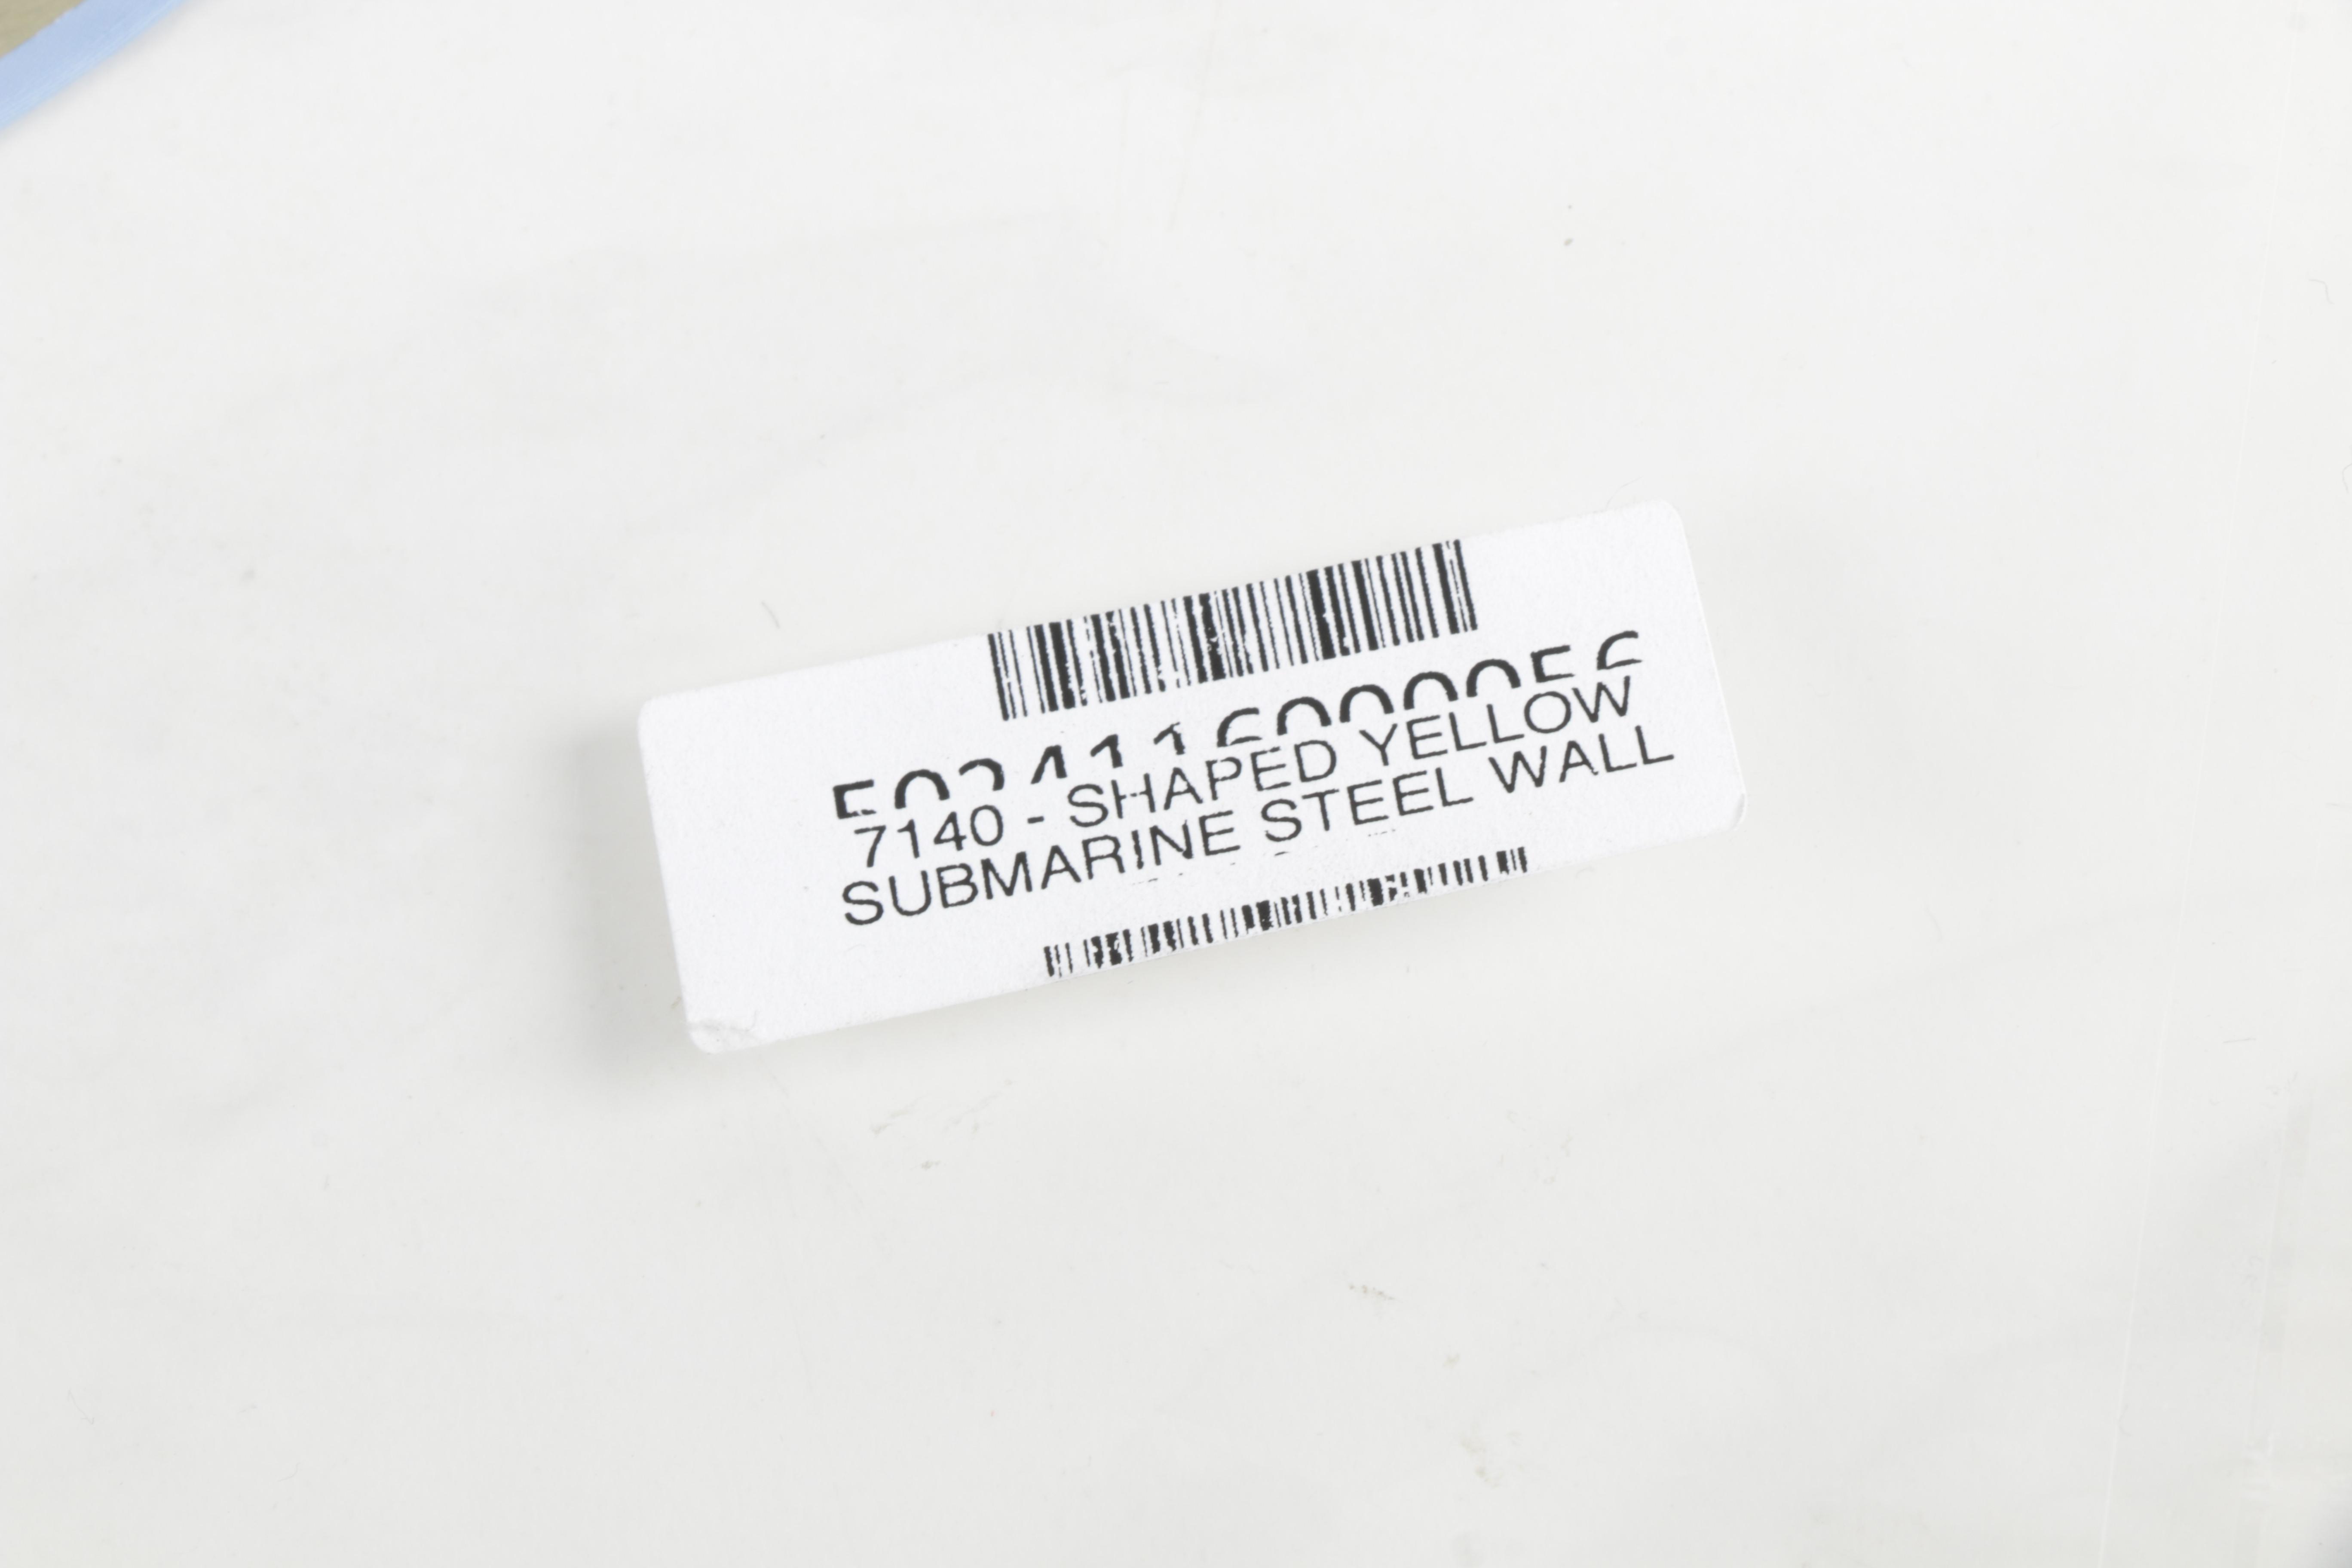 7140 - SHAPED YELLOW
SUBMARINE STEEL WALL